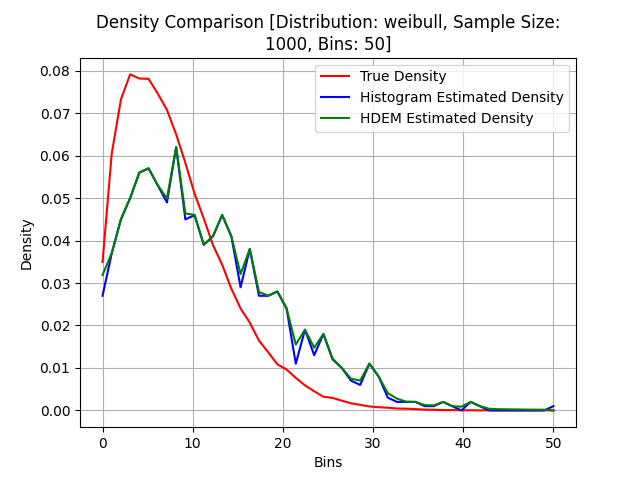 Density Comparison [Distribution: weibull, Sample Size:
1000, Bins: 50]
True Density
Histogram Estimated Density
HDEM Estimated Density
Density
0.08
0.07
0.06
0.05
0.04
0.03
0.02
0.01
0.00
0 10 20 30 40 50
Bins